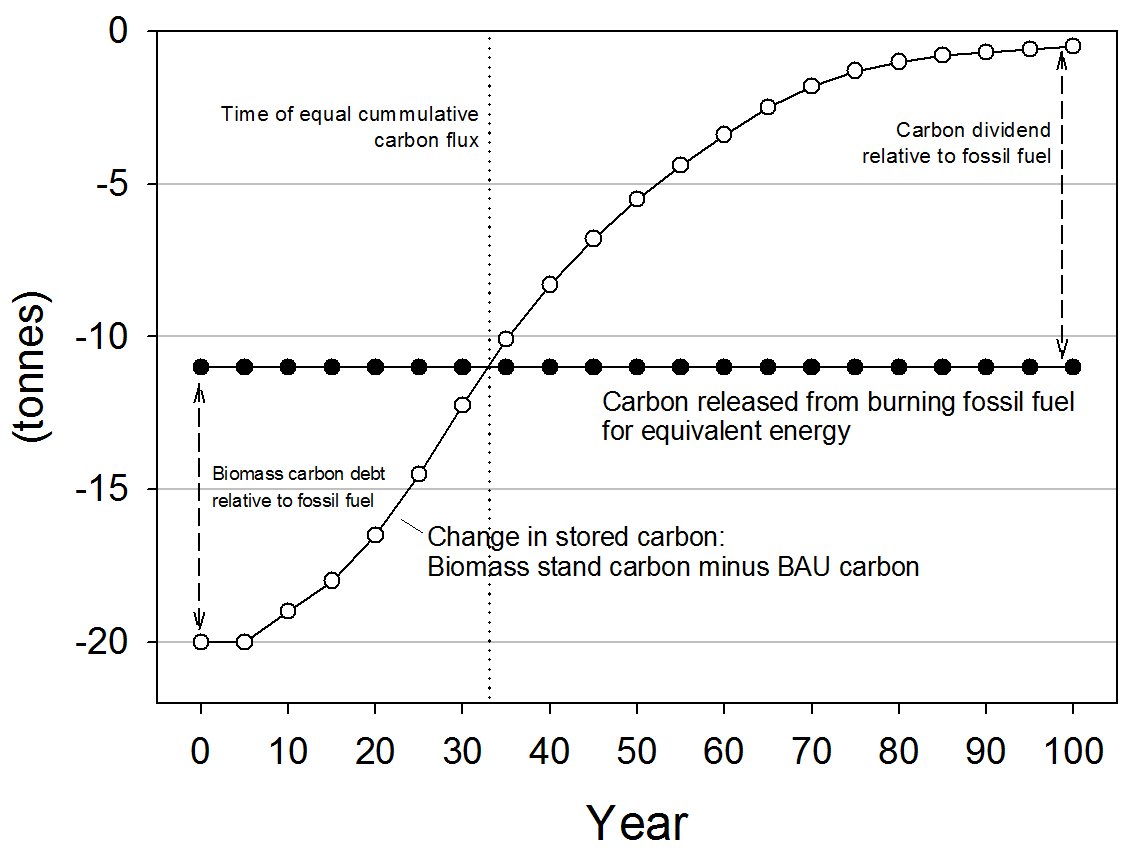 0
-5
-10
-15
-20
(tonnes)
Time of equal cummulative
carbon flux
Carbon dividend
relative to fossil fuel
Carbon released from burning fossil fuel
for equivalent energy
Biomass carbon debt
relative to fossil fuel
Change in stored carbon:
Biomass stand carbon minus BAU carbon
0 10 20 30 40 50 60 70 80 90 100
Year